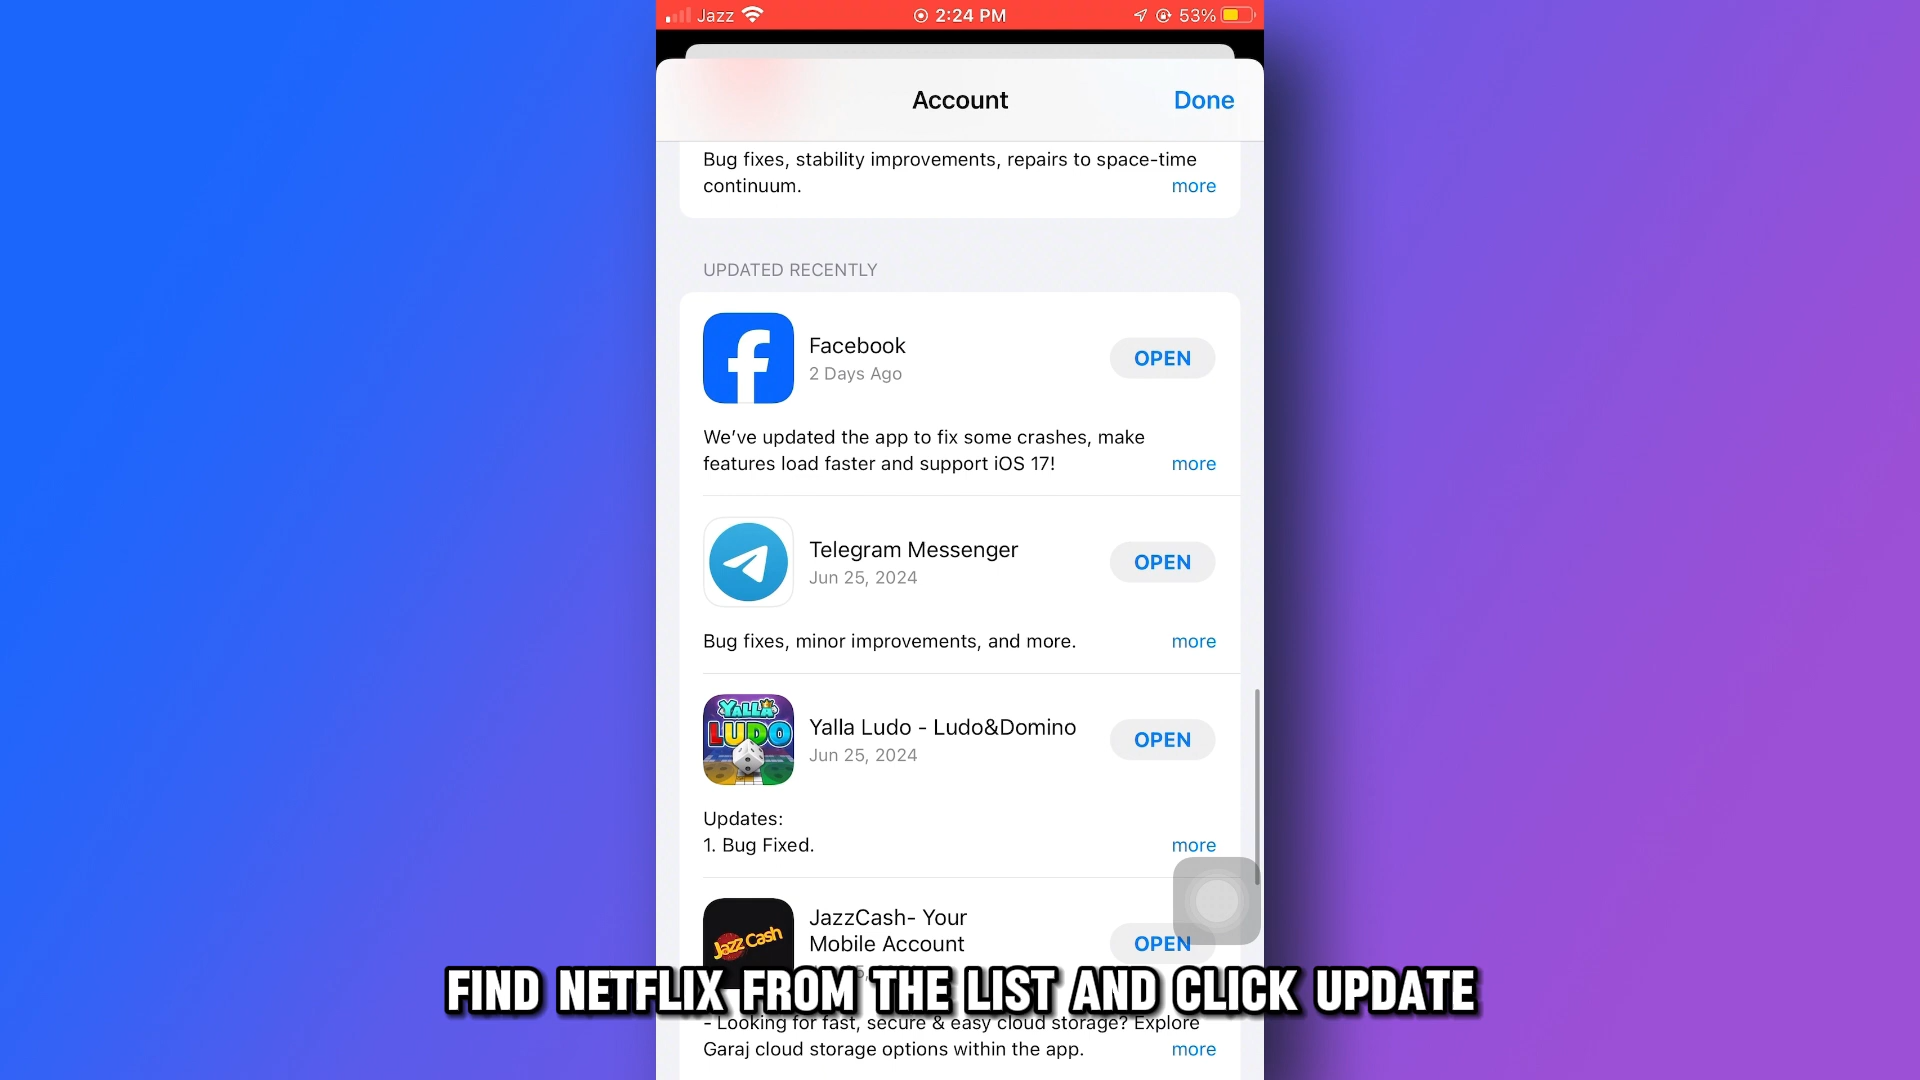 Jazz 2:24 PM 53%
Account Done
Bug fixes, stability improvements, repairs to space-time
continuum. more
UPDATED RECENTLY
Facebook
2 Days Ago
OPEN
We've updated the app to fix some crashes, make
features load faster and support iOS 17! more
Telegram Messenger
Jun 25, 2024
OPEN
Bug fixes, minor improvements, and more. more
YALLA
LUDO
Yalla Ludo - Ludo&Domino
Jun 25, 2024
OPEN
Updates:
1. Bug Fixed. more
Jazz Cash
JazzCash- Your
Mobile Account
OPEN
FIND NETFLIX FROM THE LIST AND CLICK UPDATE
- Looking for fast, secure & easy cloud storage? Explore
Garaj cloud storage options within the app. more